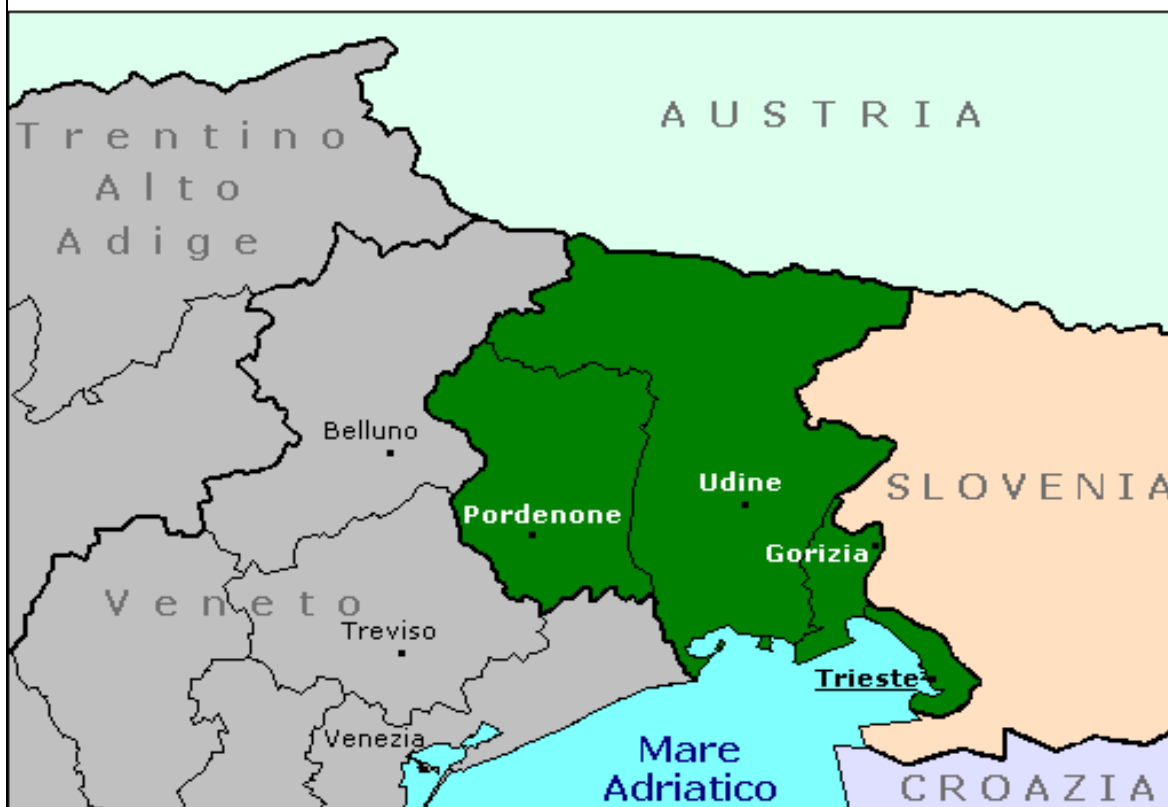 AUSTRIA
Trentino
Alto
Adige
Belluno
Udine
SLOVENIA
Pordenone
Gorizia
Veneto
Treviso
Trieste
Venezia
Mare
Adriatico
CROAZIA